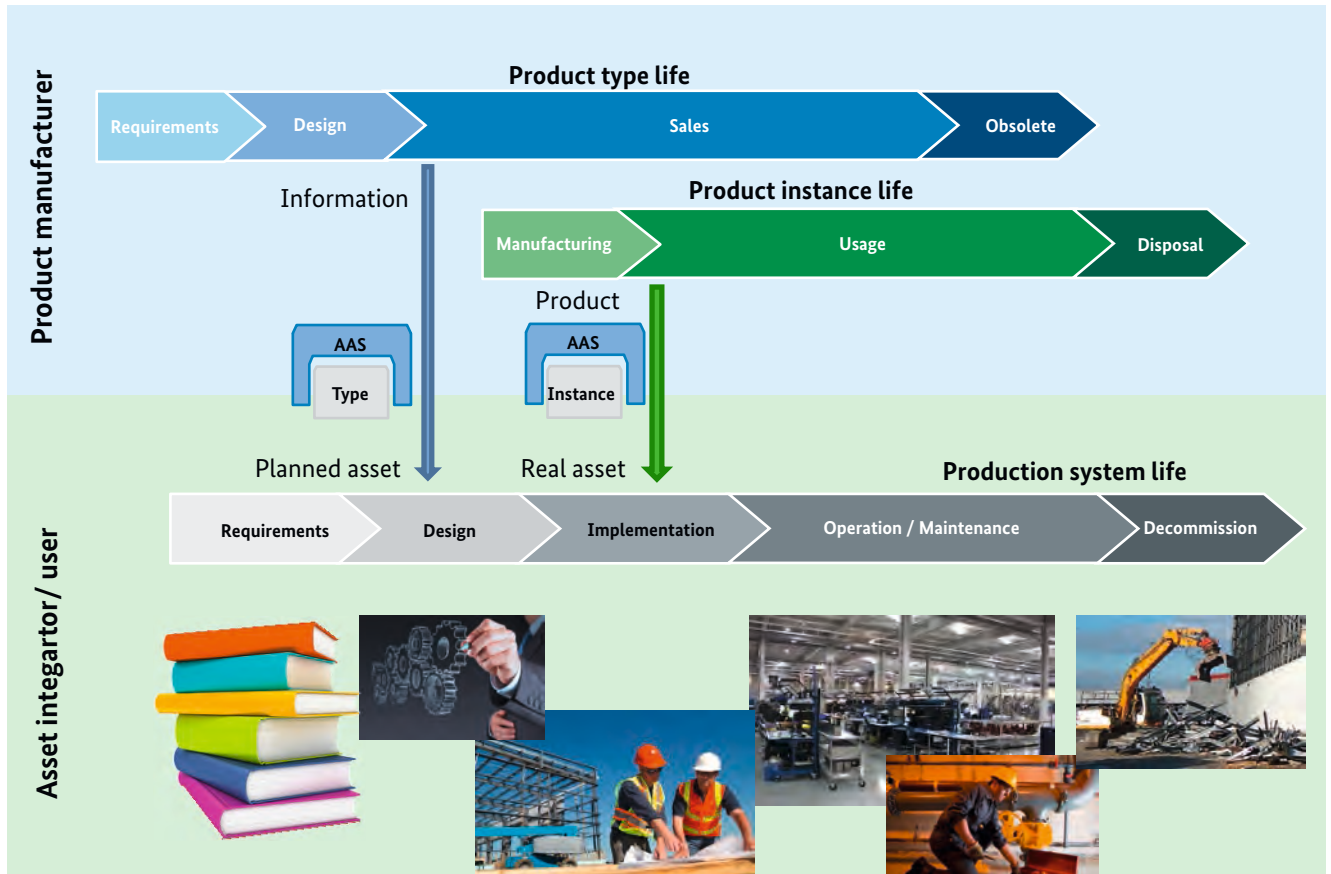 Product manufacturer
Product type life
Requirements
Design
Sales
Obsolete
Information
Product instance life
Manufacturing
Usage
Disposal
Product
AAS
Type
AAS
Instance
Asset integartor/ user
Planned asset
Real asset
Production system life
Requirements
Design
Implementation
Operation / Maintenance
Decommission